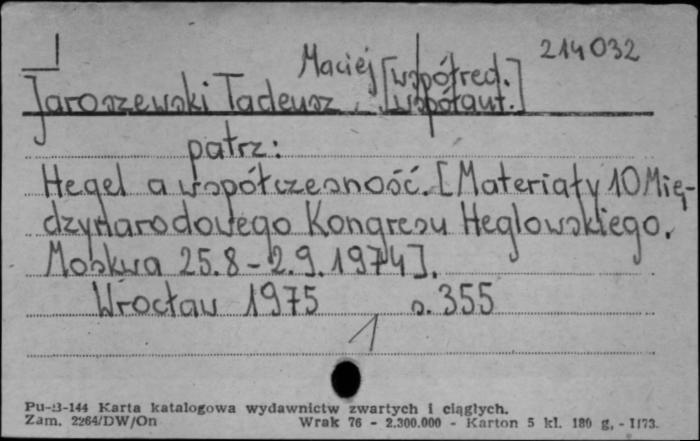 214032
Maciej [współred.
Jaroszewski Tadeusz współaut.]
patrz:
Hegel a współczesność. [Materiały 10 Mię-
dzynarodowego Kongresu Heglowskiego.
Moskwa 25.8-2.9.1974].
Wrocław 1975 s. 355
1
Pu-B-144 Karta katalogowa wydawnictw zwartych i ciągłych.
Zam. 2264/DW/On Wrak 76 - 2.300.000 - Karton 5 kl. 180 g, - 1173.